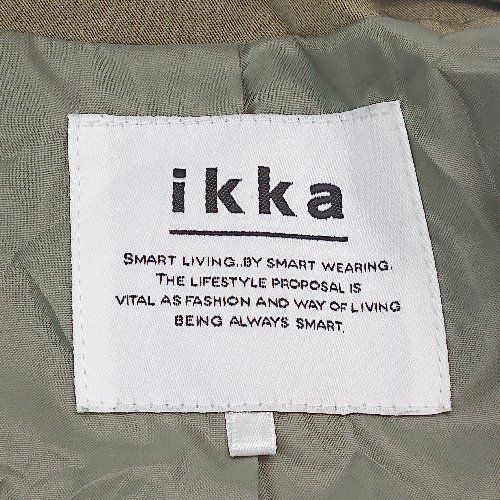 ikka
SMART LIVING..BY SMART WEARING.
THE LIFESTYLE PROPOSAL IS
VITAL AS FASHION AND WAY OF LIVING
BEING ALWAYS SMART.